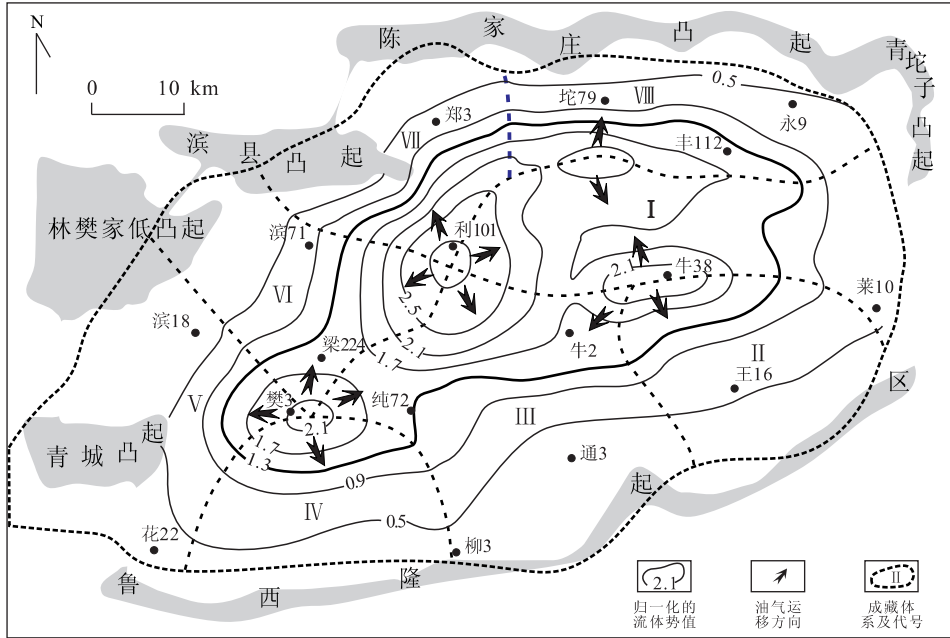 N
0 10 km
陈家庄凸起
青坨子凸起
滨县凸起
林樊家低凸起
青城凸起
鲁西隆起区
郑3
坨79
永9
丰112
利101
滨71
牛38
莱10
滨18
梁224
牛2
王16
樊3
纯72
通3
花22
柳3
Ⅰ
Ⅱ
Ⅲ
Ⅳ
Ⅴ
Ⅵ
Ⅶ
Ⅷ
0.5
2.1
2.5
2.1
1.7
2.1
1.7
1.3
0.9
0.5
2.1
归一化的
流体势值
油气运
移方向
Ⅱ
成藏体
系及代号